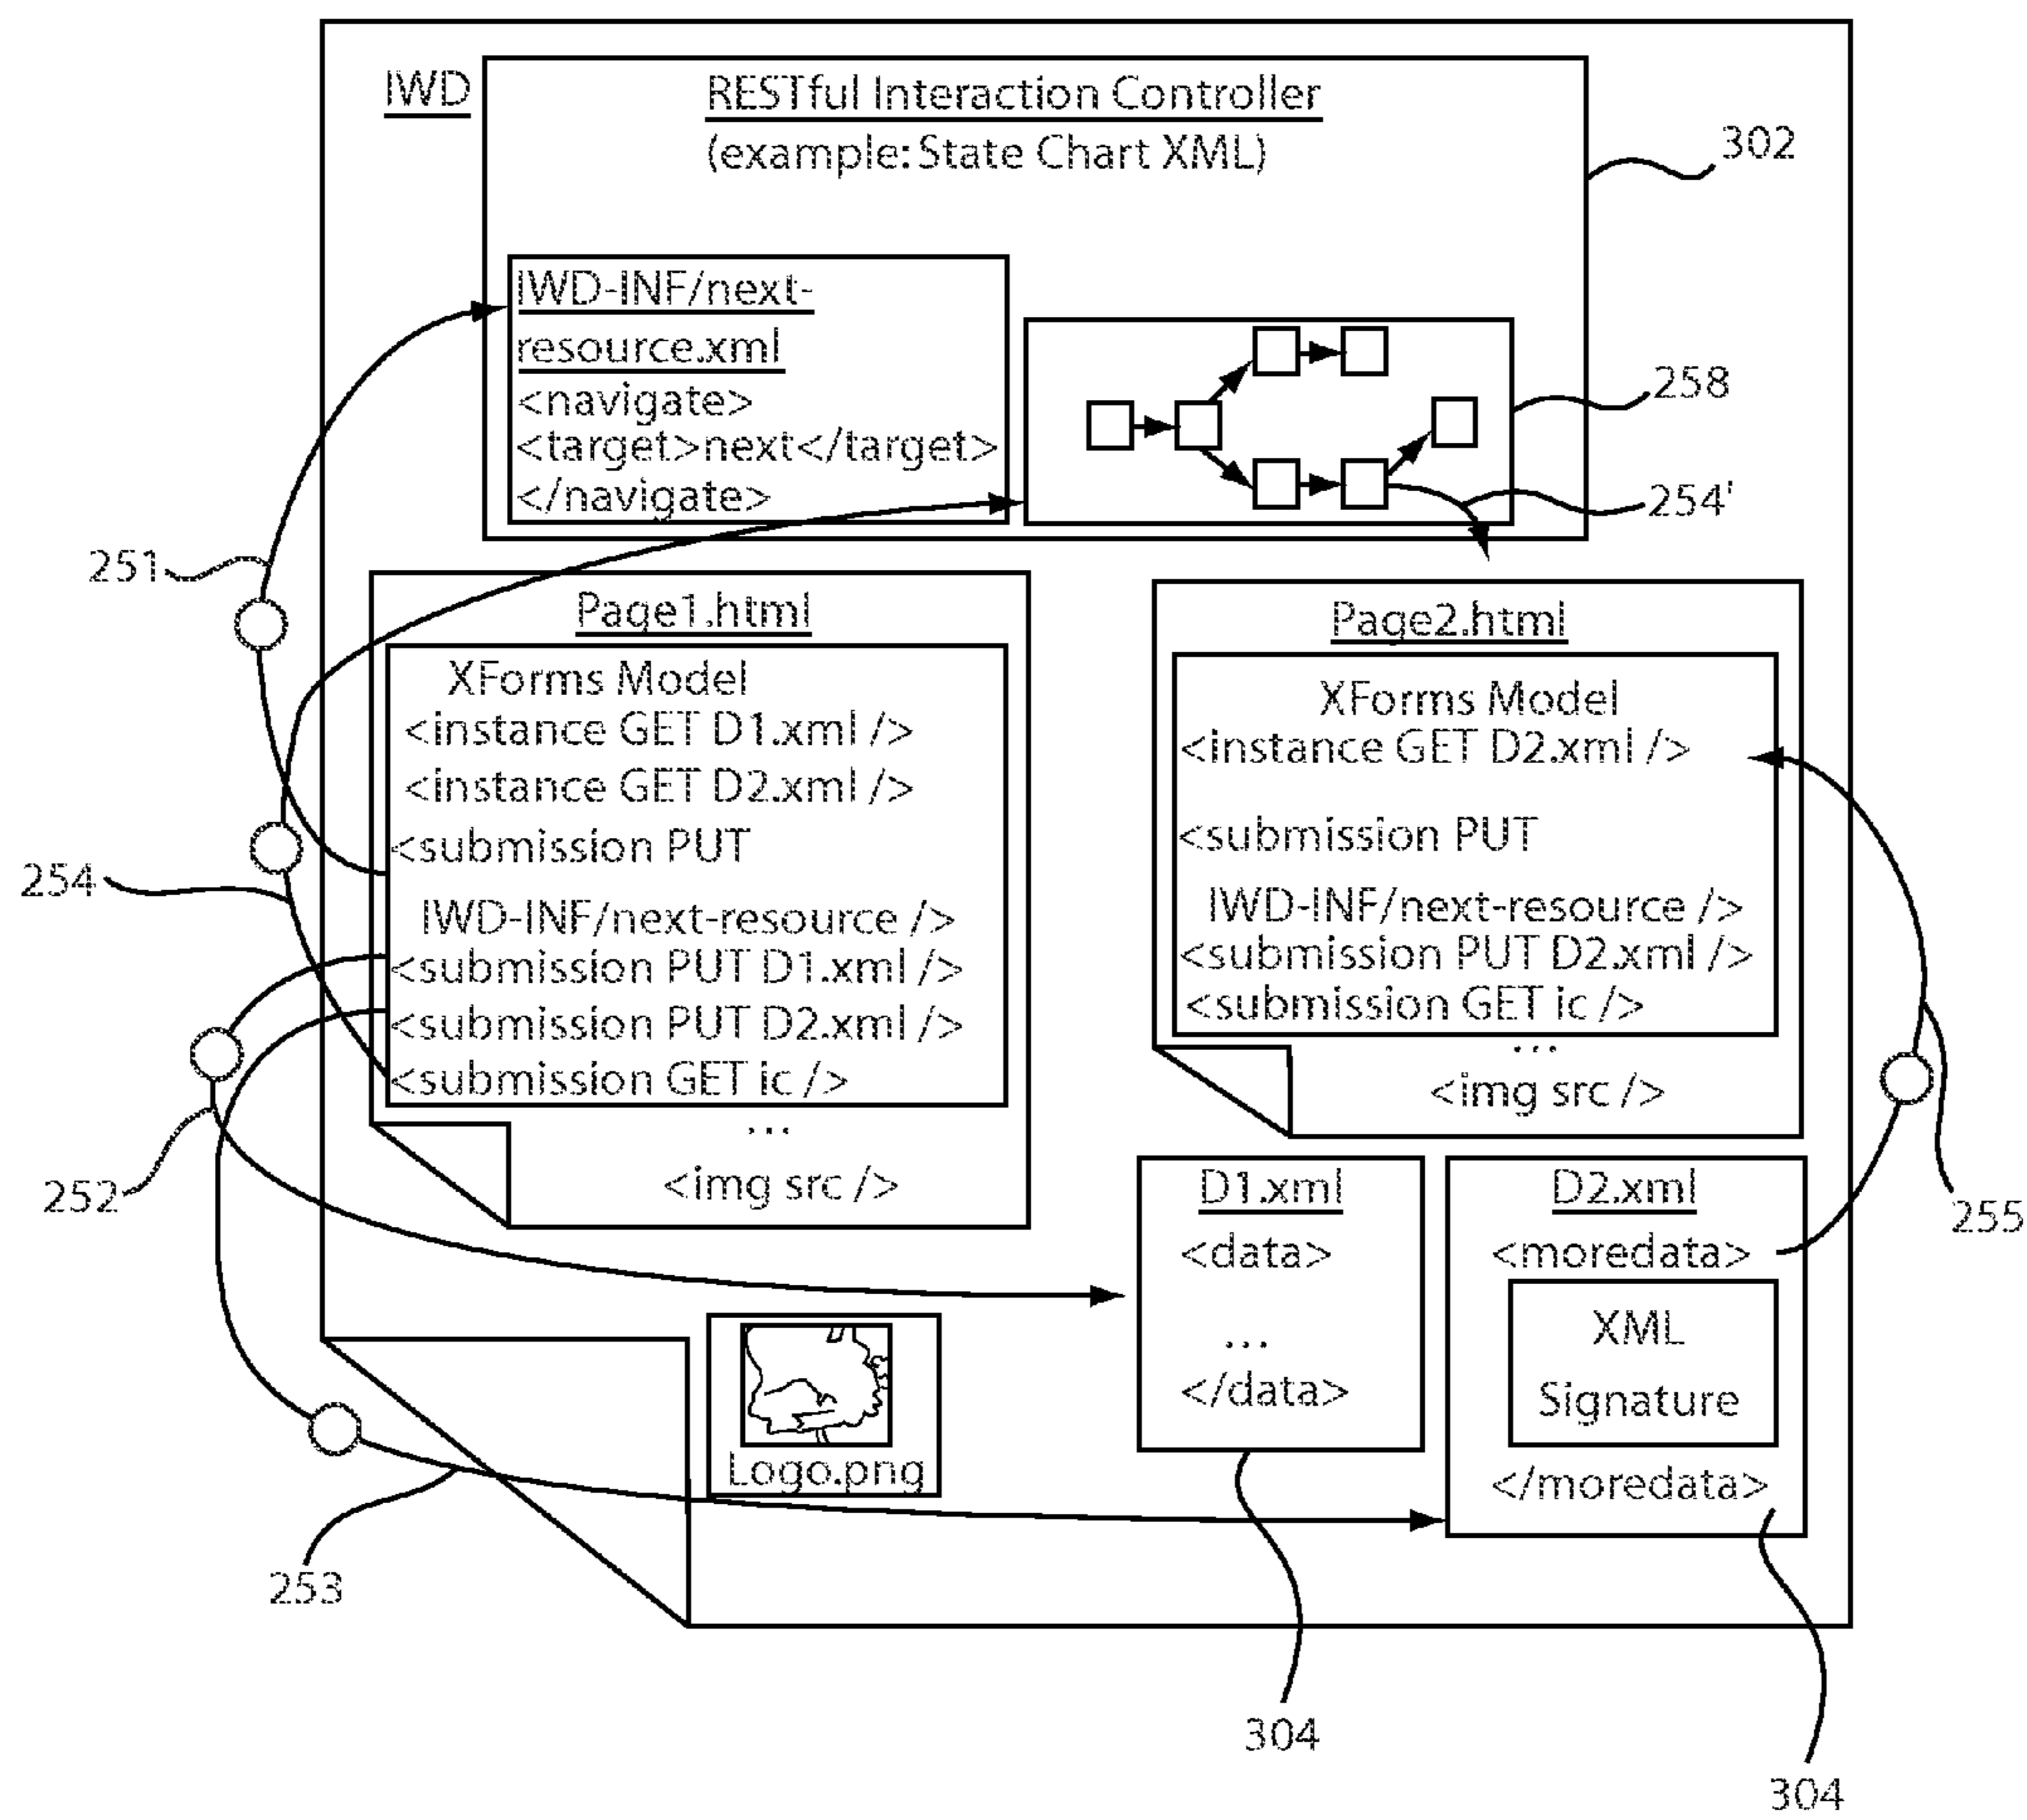 IWD
RESTful Interaction Controller
(example: State Chart XML)
302
IWD-INF/next-
resource.xml
<navigate>
<target>next</target>
</navigate>
258
254'
251
Page1.html
XForms Model
<instance GET D1.xml />
<instance GET D2.xml />
<submission PUT
IWD-INF/next-resource />
<submission PUT D1.xml />
<submission PUT D2.xml />
<submission GET ic />
...
<img src />
254
252
253
Page2.html
XForms Model
<instance GET D2.xml />
<submission PUT
IWD-INF/next-resource />
<submission PUT D2.xml />
<submission GET ic />
...
<img src />
255
D1.xml
<data>
...
</data>
D2.xml
<moredata>
XML
Signature
</moredata>
Logo.png
304
304